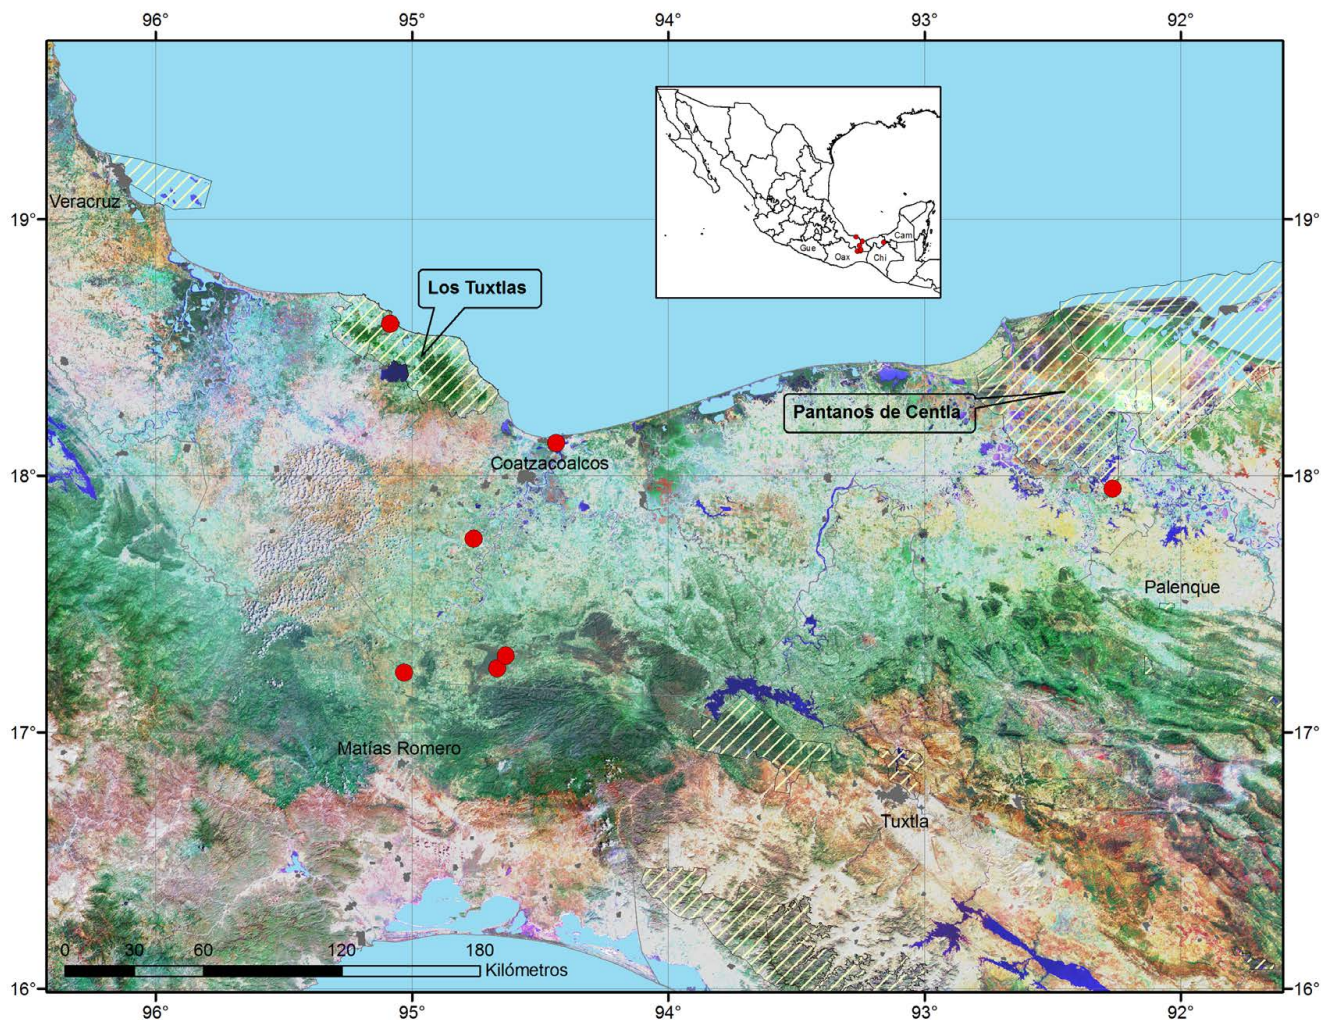 96°
95°
94°
93°
92°
Veracruz
19°
19°
Gue
Oax
Chi
Cam
Los Tuxtlas
Pantanos de Centla
Coatzacoalcos
18°
18°
Palenque
17°
17°
Matías Romero
Tuxtla
0
30
60
120
180
Kilómetros
16°
16°
96°
95°
94°
93°
92°